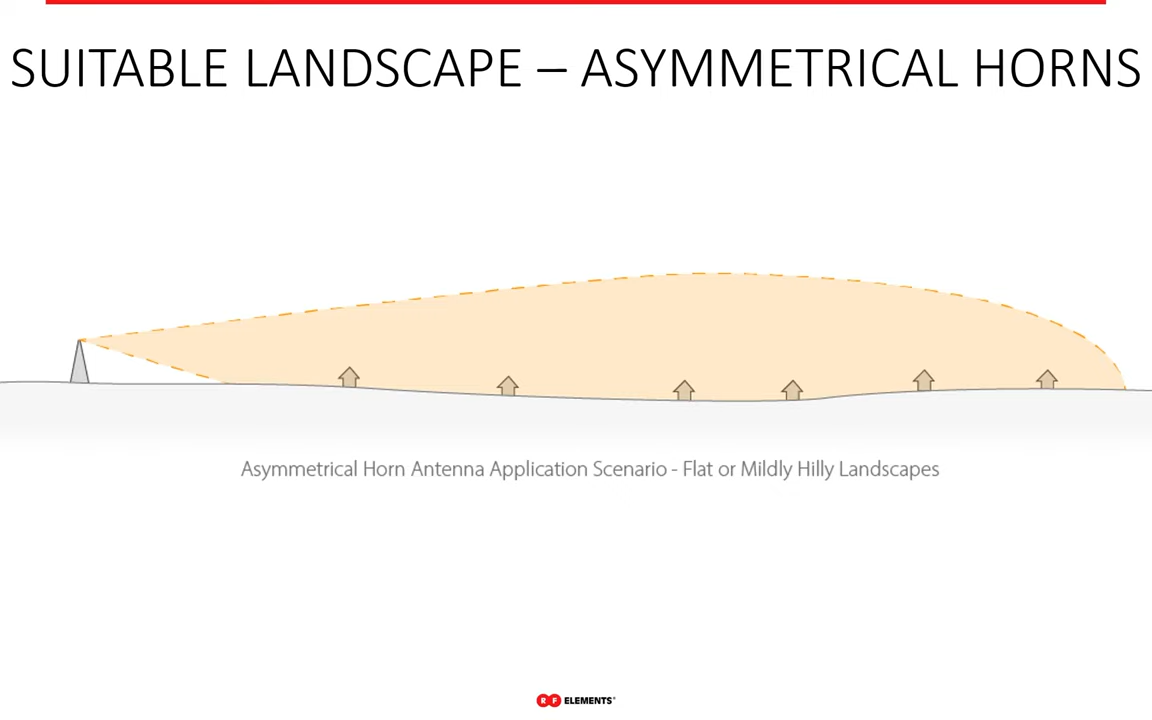 SUITABLE LANDSCAPE – ASYMMETRICAL HORNS
Asymmetrical Horn Antenna Application Scenario - Flat or Mildly Hilly Landscapes
RF ELEMENTS